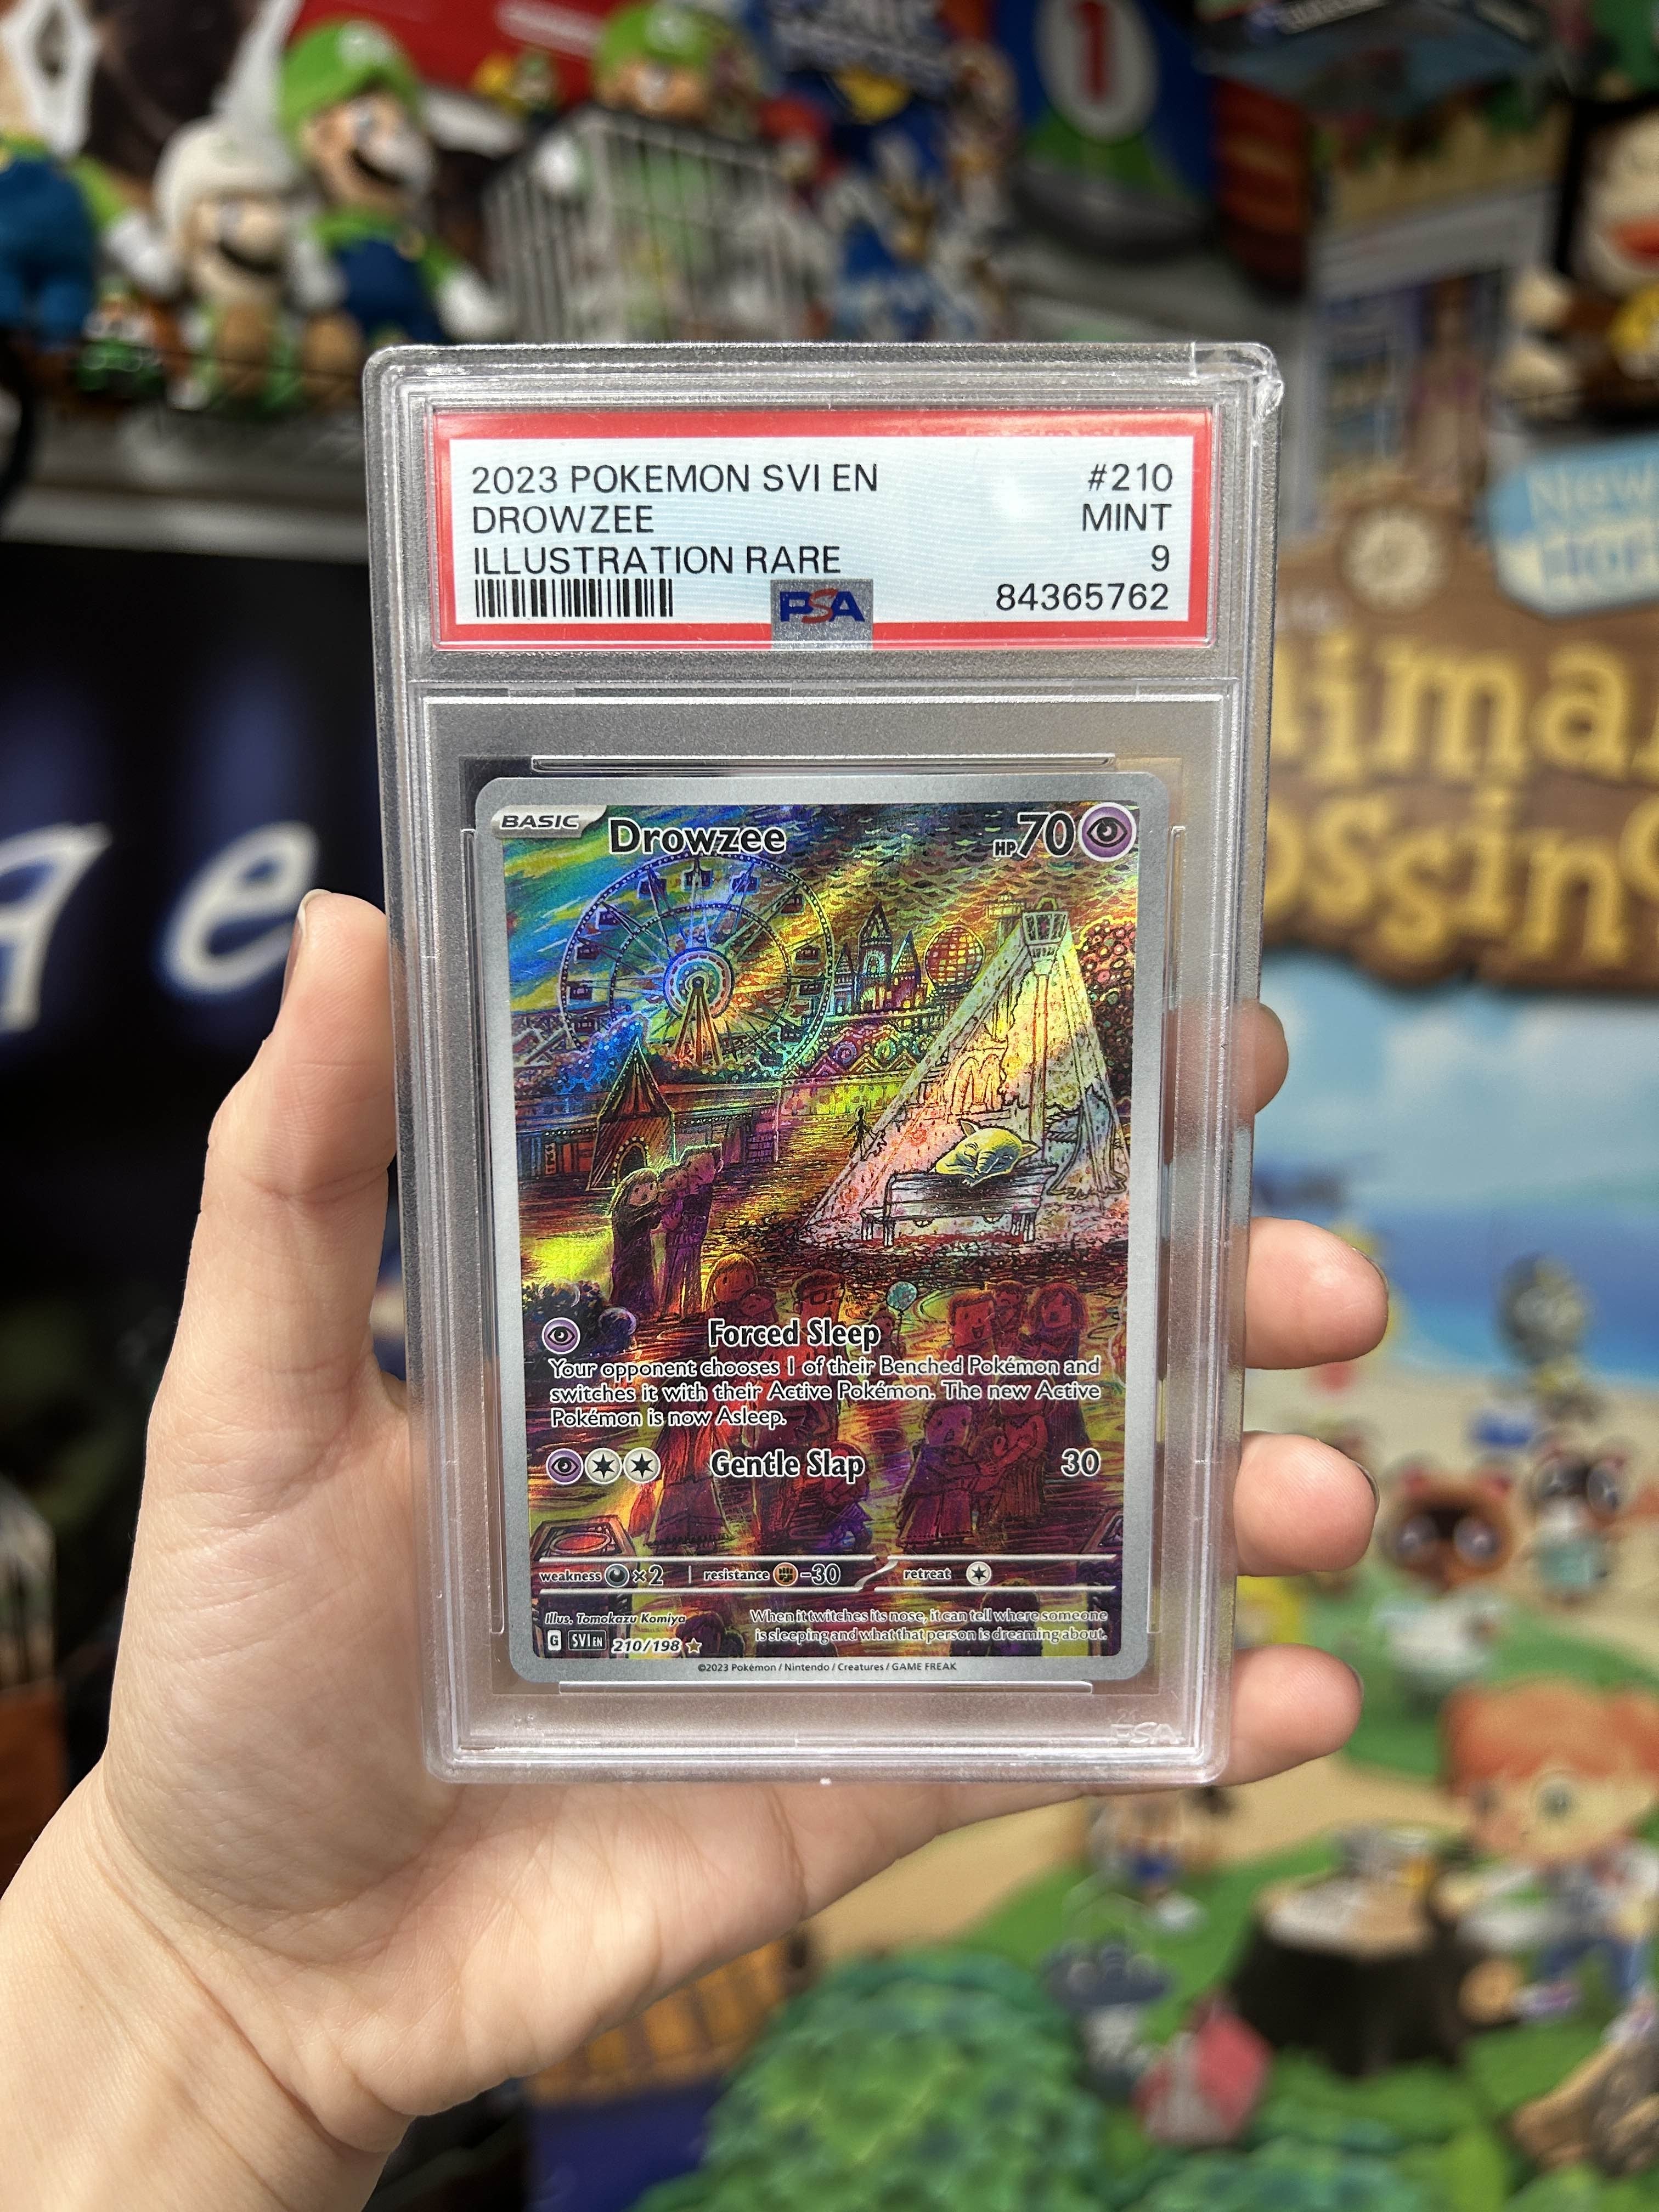 2023 POKEMON SVI EN #210
DROWZEE MINT
ILLUSTRATION RARE 9
PSA 84365762
BASIC Drowzee HP70
Forced Sleep
Your opponent chooses 1 of their Benched Pokémon and
switches it with their Active Pokémon. The new Active
Pokémon is now Asleep.
Gentle Slap 30
weakness ×2 resistance -30 retreat
Illus. Tomokazu Komiya
When it twitches its nose, it can tell where someone
is sleeping and what that person is dreaming about.
G SVI EN 210/198
©2023 Pokémon / Nintendo / Creatures / GAME FREAK
PSA
a e
1
New